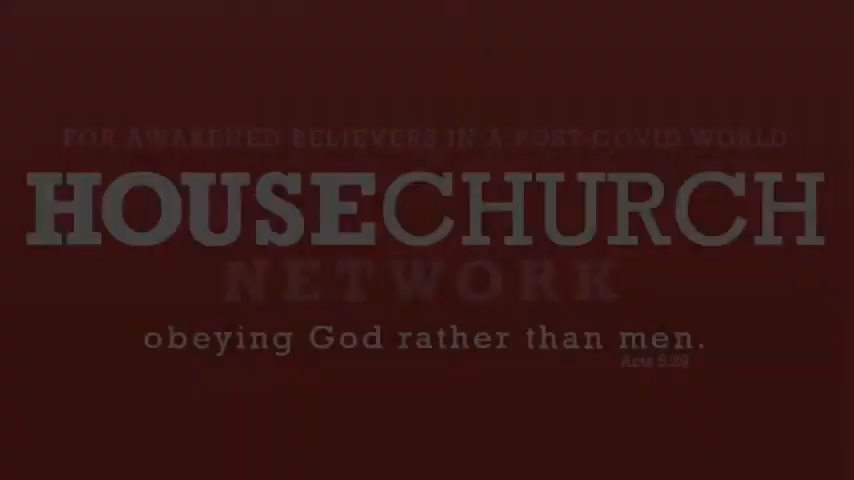 FOR AWAKENED BELIEVERS IN A POST-COVID WORLD
HOUSECHURCH
NETWORK
obeying God rather than men.
Acts 5:29